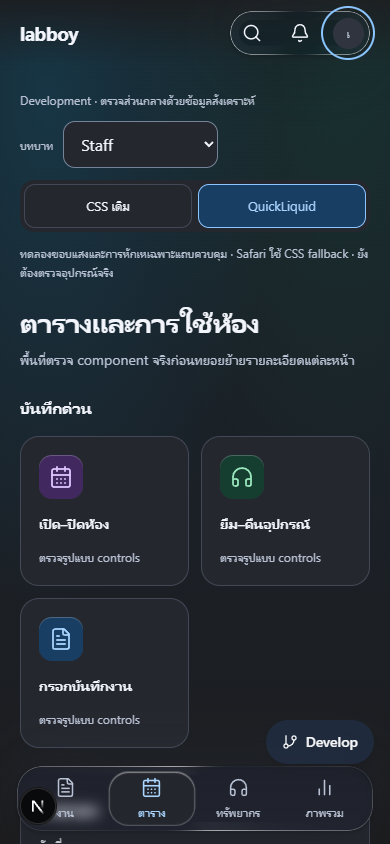 labboy
Development · ตรวจส่วนกลางด้วยข้อมูลสังเคราะห์
บทบาท
Staff
CSS เดิม
QuickLiquid
ทดลองขอบแสงและการหักเหเฉพาะแถบควบคุม · Safari ใช้ CSS fallback · ยัง
ต้องตรวจอุปกรณ์จริง
ตารางและการใช้ห้อง
พื้นที่ตรวจ component จริงก่อนทยอยย้ายรายละเอียดแต่ละหน้า
บันทึกด่วน
เปิด–ปิดห้อง
ตรวจรูปแบบ controls
ยืม–คืนอุปกรณ์
ตรวจรูปแบบ controls
กรอกบันทึกงาน
ตรวจรูปแบบ controls
Develop
N
งาน
ตาราง
ทรัพยากร
ภาพรวม